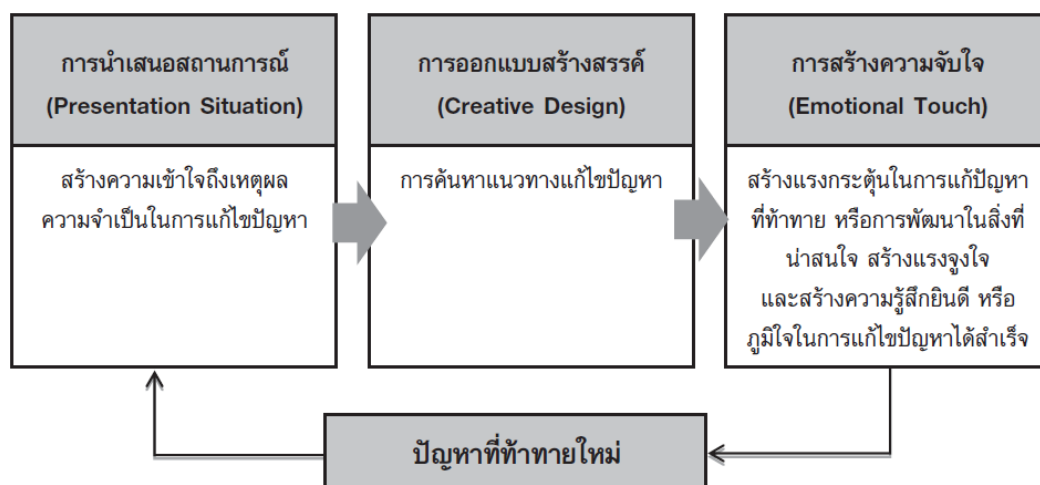 การนำเสนอสถานการณ์
(Presentation Situation)
สร้างความเข้าใจถึงเหตุผล
ความจำเป็นในการแก้ไขปัญหา
การออกแบบสร้างสรรค์
(Creative Design)
การค้นหาแนวทางแก้ไขปัญหา
การสร้างความจับใจ
(Emotional Touch)
สร้างแรงกระตุ้นในการแก้ปัญหา
ที่ท้าทาย หรือการพัฒนาในสิ่งที่
น่าสนใจ สร้างแรงจูงใจ
และสร้างความรู้สึกยินดี หรือ
ภูมิใจในการแก้ไขปัญหาได้สำเร็จ
ปัญหาที่ท้าทายใหม่